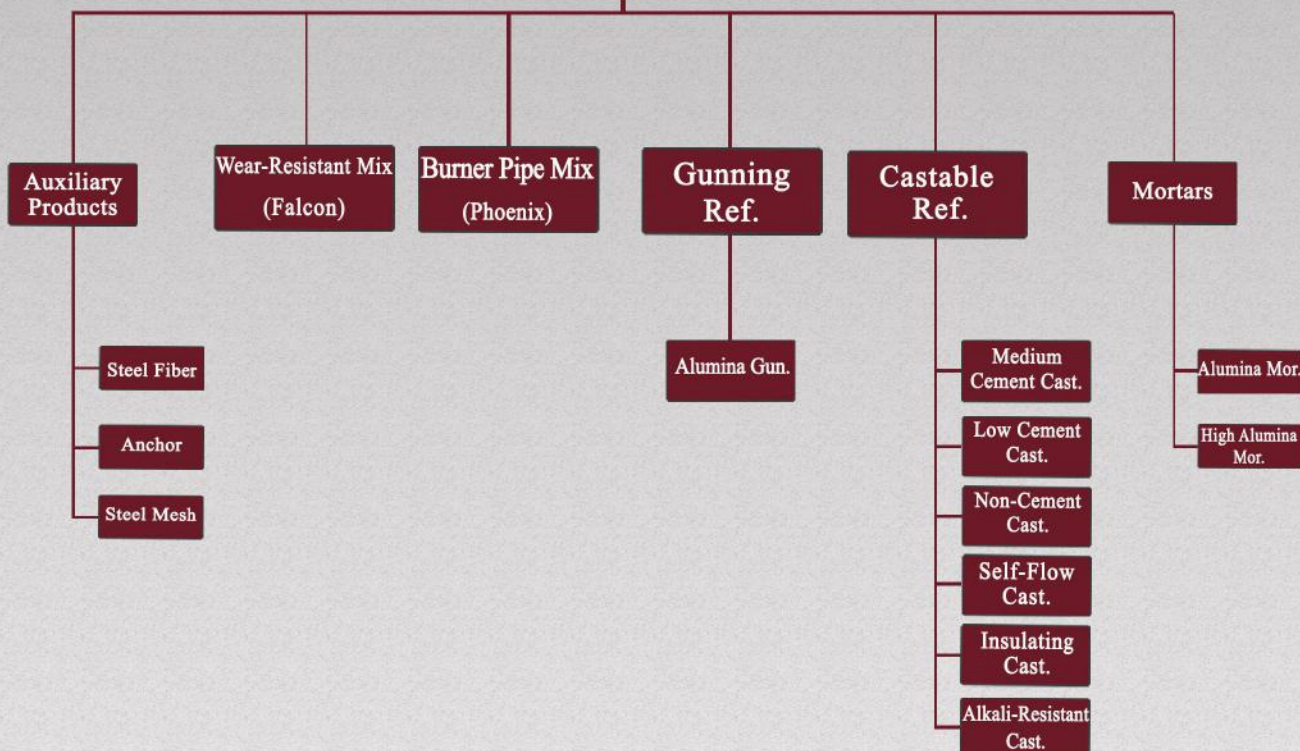 Auxiliary
Products
Wear-Resistant Mix
(Falcon)
Burner Pipe Mix
(Phoenix)
Gunning
Ref.
Castable
Ref.
Mortars
Steel Fiber
Anchor
Steel Mesh
Alumina Gun.
Medium
Cement Cast.
Low Cement
Cast.
Non-Cement
Cast.
Self-Flow
Cast.
Insulating
Cast.
Alkali-Resistant
Cast.
Alumina Mor.
High Alumina
Mor.